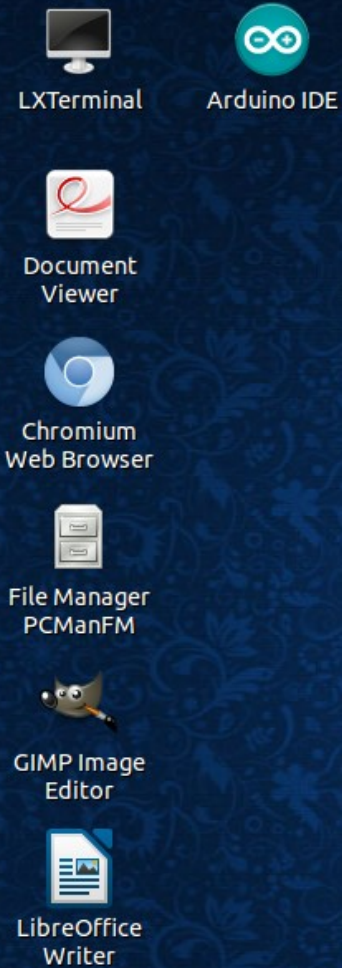 LXTerminal
Arduino IDE
Document
Viewer
Chromium
Web Browser
File Manager
PCManFM
GIMP Image
Editor
LibreOffice
Writer